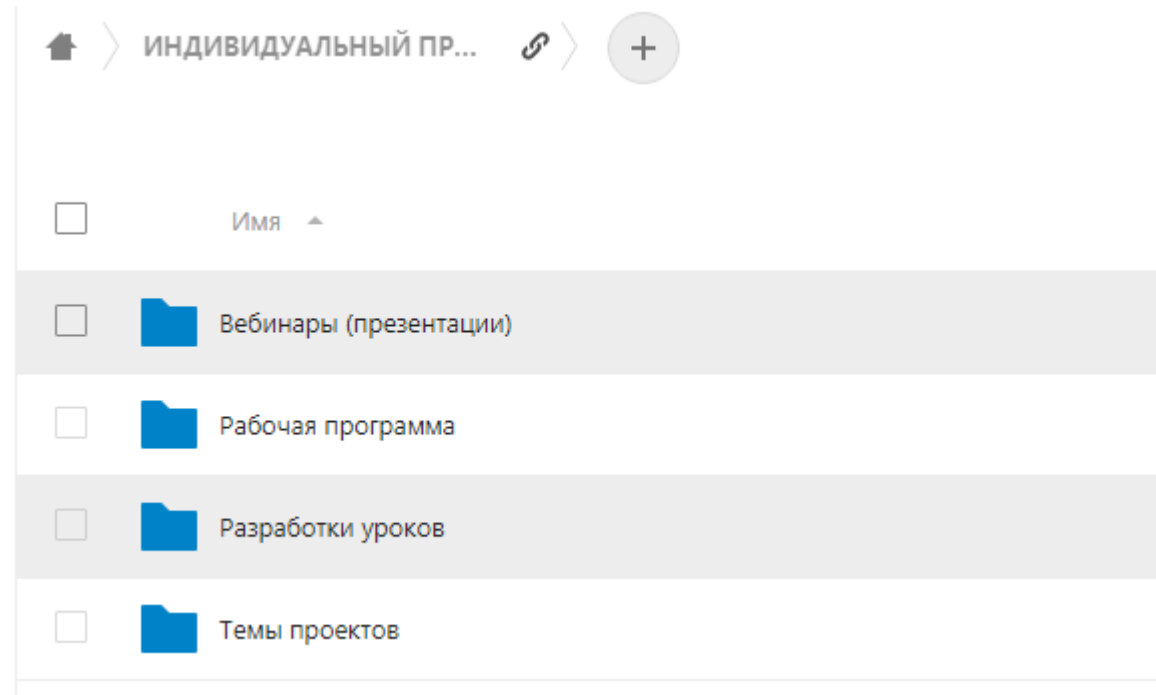 ИНДИВИДУАЛЬНЫЙ ПР...
Имя
Вебинары (презентации)
Рабочая программа
Разработки уроков
Темы проектов